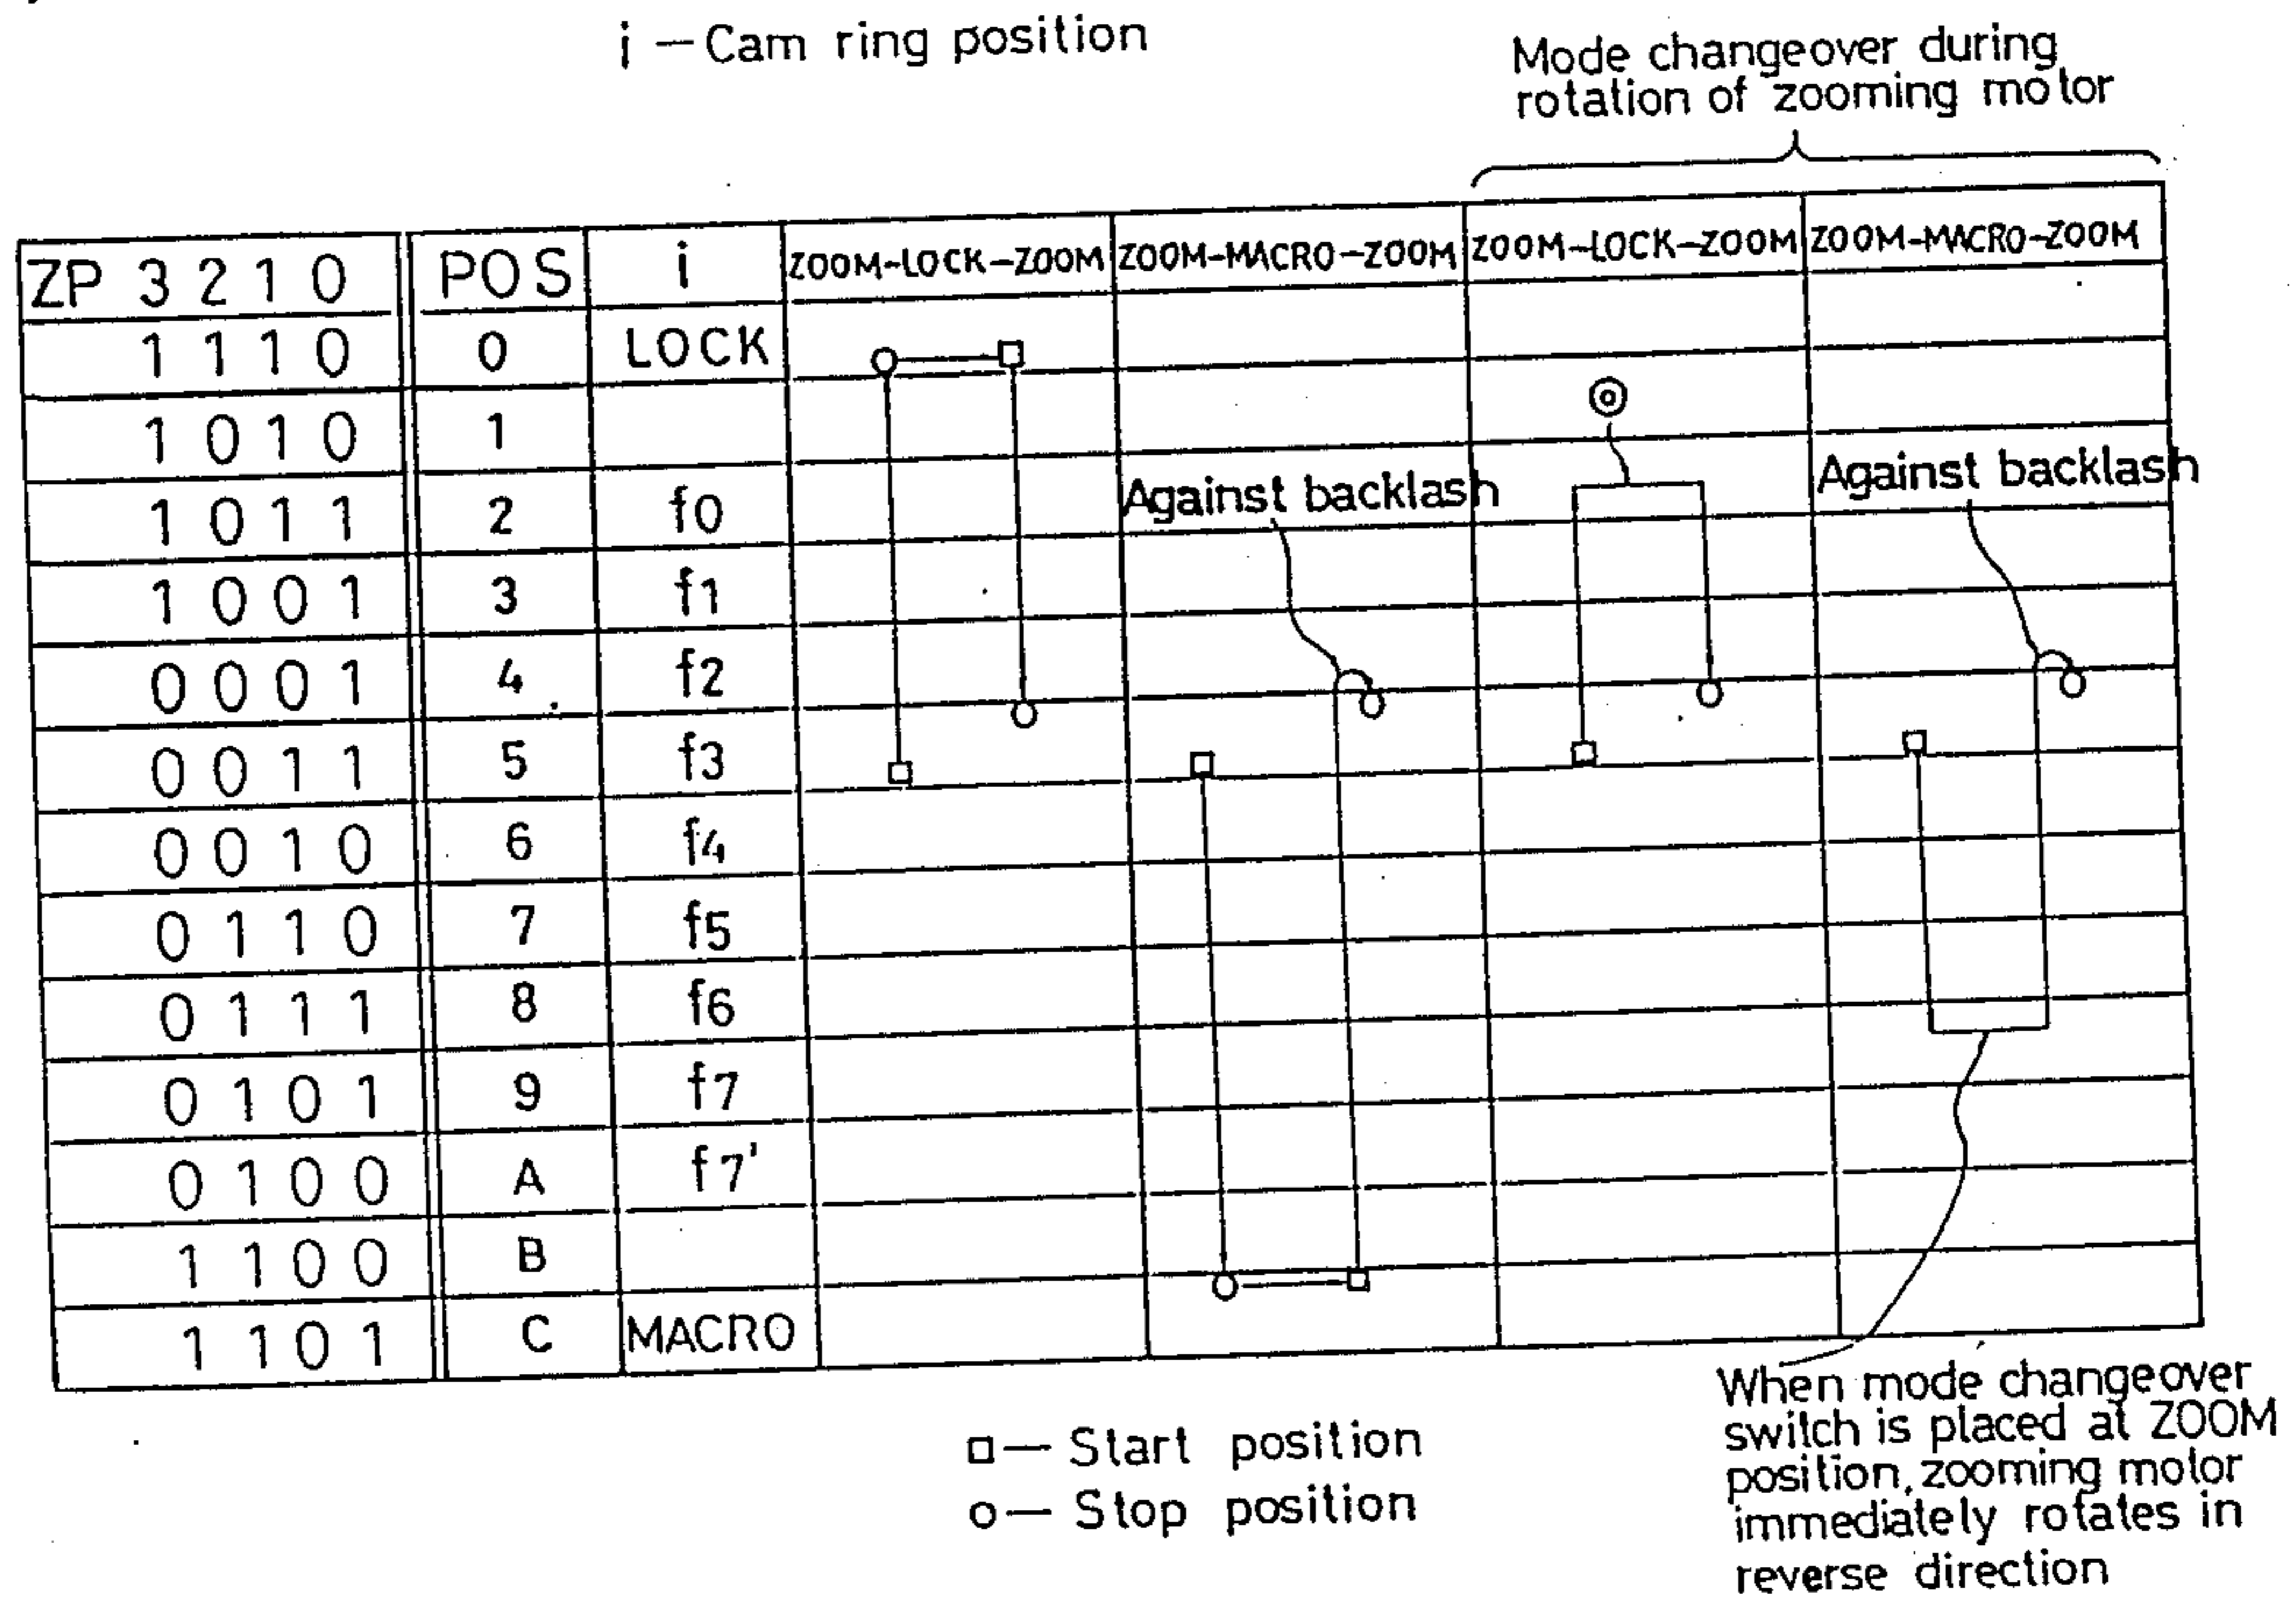 i — Cam ring position
Mode changeover during
rotation of zooming motor
ZP 3 2 1 0 POS i ZOOM-LOCK-ZOOM ZOOM-MACRO-ZOOM ZOOM-LOCK-ZOOM ZOOM-MACRO-ZOOM
1 1 1 0 0 LOCK
1 0 1 0 1
1 0 1 1 2 f0 Against backlash Against backlash
1 0 0 1 3 f1
0 0 0 1 4 f2
0 0 1 1 5 f3
0 0 1 0 6 f4
0 1 1 0 7 f5
0 1 1 1 8 f6
0 1 0 1 9 f7
0 1 0 0 A f7'
1 1 0 0 B
1 1 0 1 C MACRO
□ — Start position
o — Stop position
When mode changeover
switch is placed at ZOOM
position, zooming motor
immediately rotates in
reverse direction